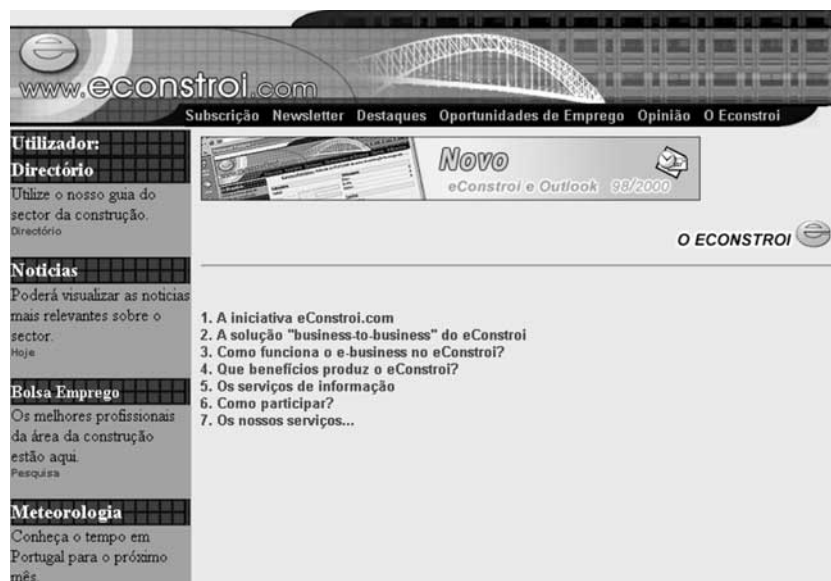 www.econstroi.com
Subscrição Newsletter Destaques Oportunidades de Emprego Opinião O Econstroi
Utilizador:
Directório
Utilize o nosso guia do
sector da construção.
Directório
Noticias
Poderá visualizar as noticias
mais relevantes sobre o
sector.
Hoje
Bolsa Emprego
Os melhores profissionais
da área da construção
estão aqui.
Pesquisa
Meteorologia
Conheça o tempo em
Portugal para o próximo
mês.
Novo
eConstroi e Outlook 98/2000
O ECONSTROI
1. A iniciativa eConstroi.com
2. A solução "business-to-business" do eConstroi
3. Como funciona o e-business no eConstroi?
4. Que benefícios produz o eConstroi?
5. Os serviços de informação
6. Como participar?
7. Os nossos serviços...